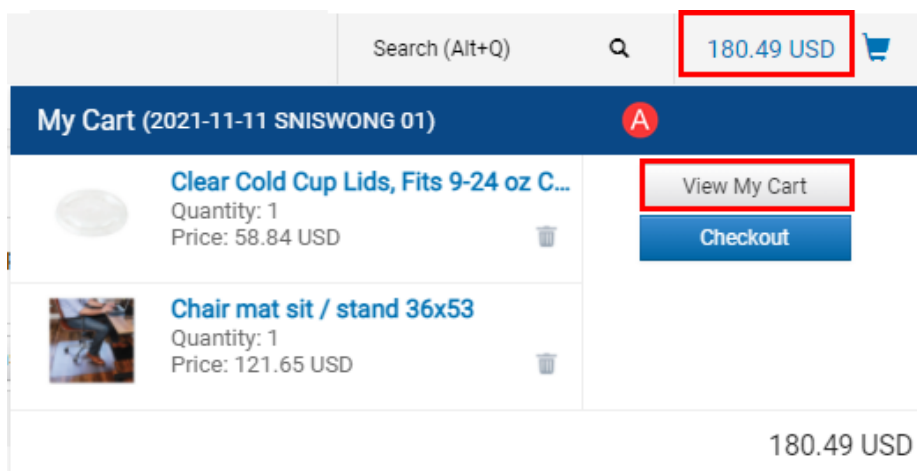 Search (Alt+Q)
180.49 USD
My Cart (2021-11-11 SNISWONG 01)
A
Clear Cold Cup Lids, Fits 9-24 oz C...
Quantity: 1
Price: 58.84 USD
View My Cart
Checkout
Chair mat sit / stand 36x53
Quantity: 1
Price: 121.65 USD
180.49 USD